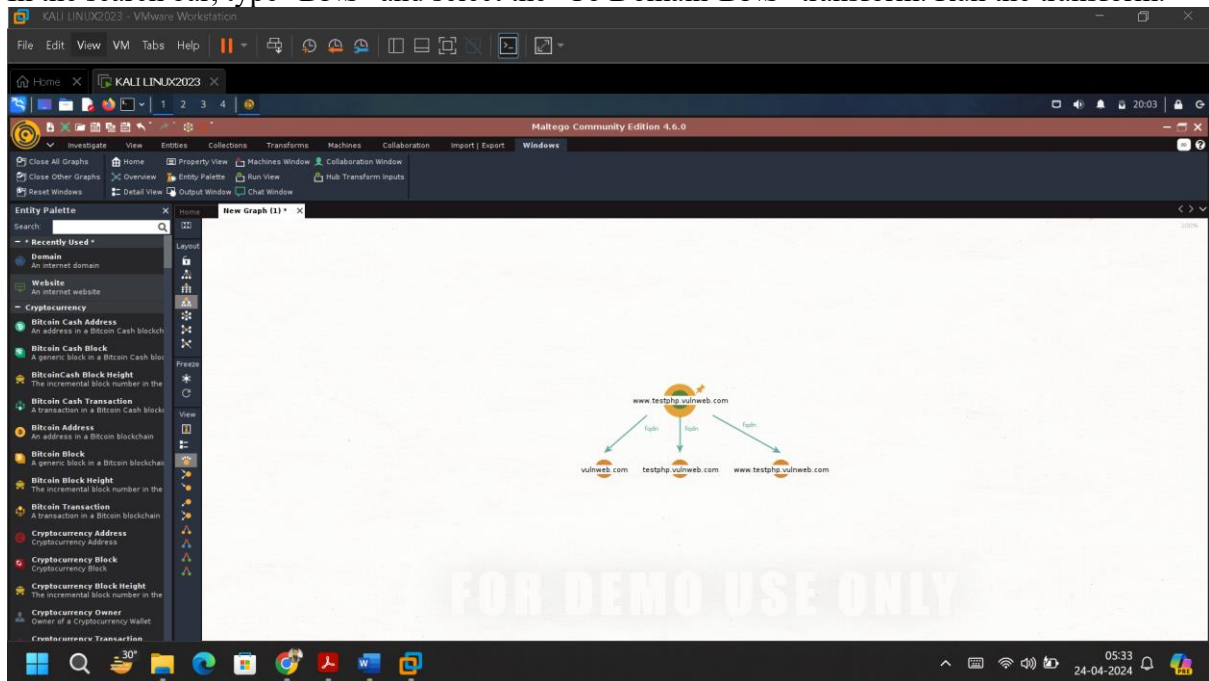 In the search bar, type "DNS" and select the "To Domain DNS" transform. Run the transform.
KALI LINUX2023 - VMware Workstation
File Edit View VM Tabs Help
Home KALI LINUX2023
1 2 3 4 20:03
Maltego Community Edition 4.6.0
Investigate View Entities Collections Transforms Machines Collaboration Import | Export Windows
Close All Graphs Home Property View Machines Window Collaboration Window
Close Other Graphs Overview Entity Palette Run View Hub Transform Inputs
Reset Windows Detail View Output Window Chat Window
Entity Palette Home New Graph (1) *
Search: 100%
* Recently Used * Layout
Domain
An internet domain
Website
An internet website
Cryptocurrency
Bitcoin Cash Address
An address in a Bitcoin Cash blockch
Bitcoin Cash Block
A generic block in a Bitcoin Cash bloc
Freeze
BitcoinCash Block Height
The incremental block number in the
Bitcoin Cash Transaction
A transaction in a Bitcoin Cash blocke
View
Bitcoin Address
An address in a Bitcoin blockchain
Bitcoin Block
A generic block in a Bitcoin blockchai
Bitcoin Block Height
The incremental block number in the
Bitcoin Transaction
A transaction in a Bitcoin blockchain
Cryptocurrency Address
Cryptocurrency Address
Cryptocurrency Block
Cryptocurrency Block
Cryptocurrency Block Height
The incremental block number in the
Cryptocurrency Owner
Owner of a Cryptocurrency Wallet
Cryptocurrency Transaction
www.testphp.vulnweb.com
fqdn fqdn fqdn
vulnweb.com testphp.vulnweb.com www.testphp.vulnweb.com
FOR DEMO USE ONLY
30°
05:33
24-04-2024
PRE